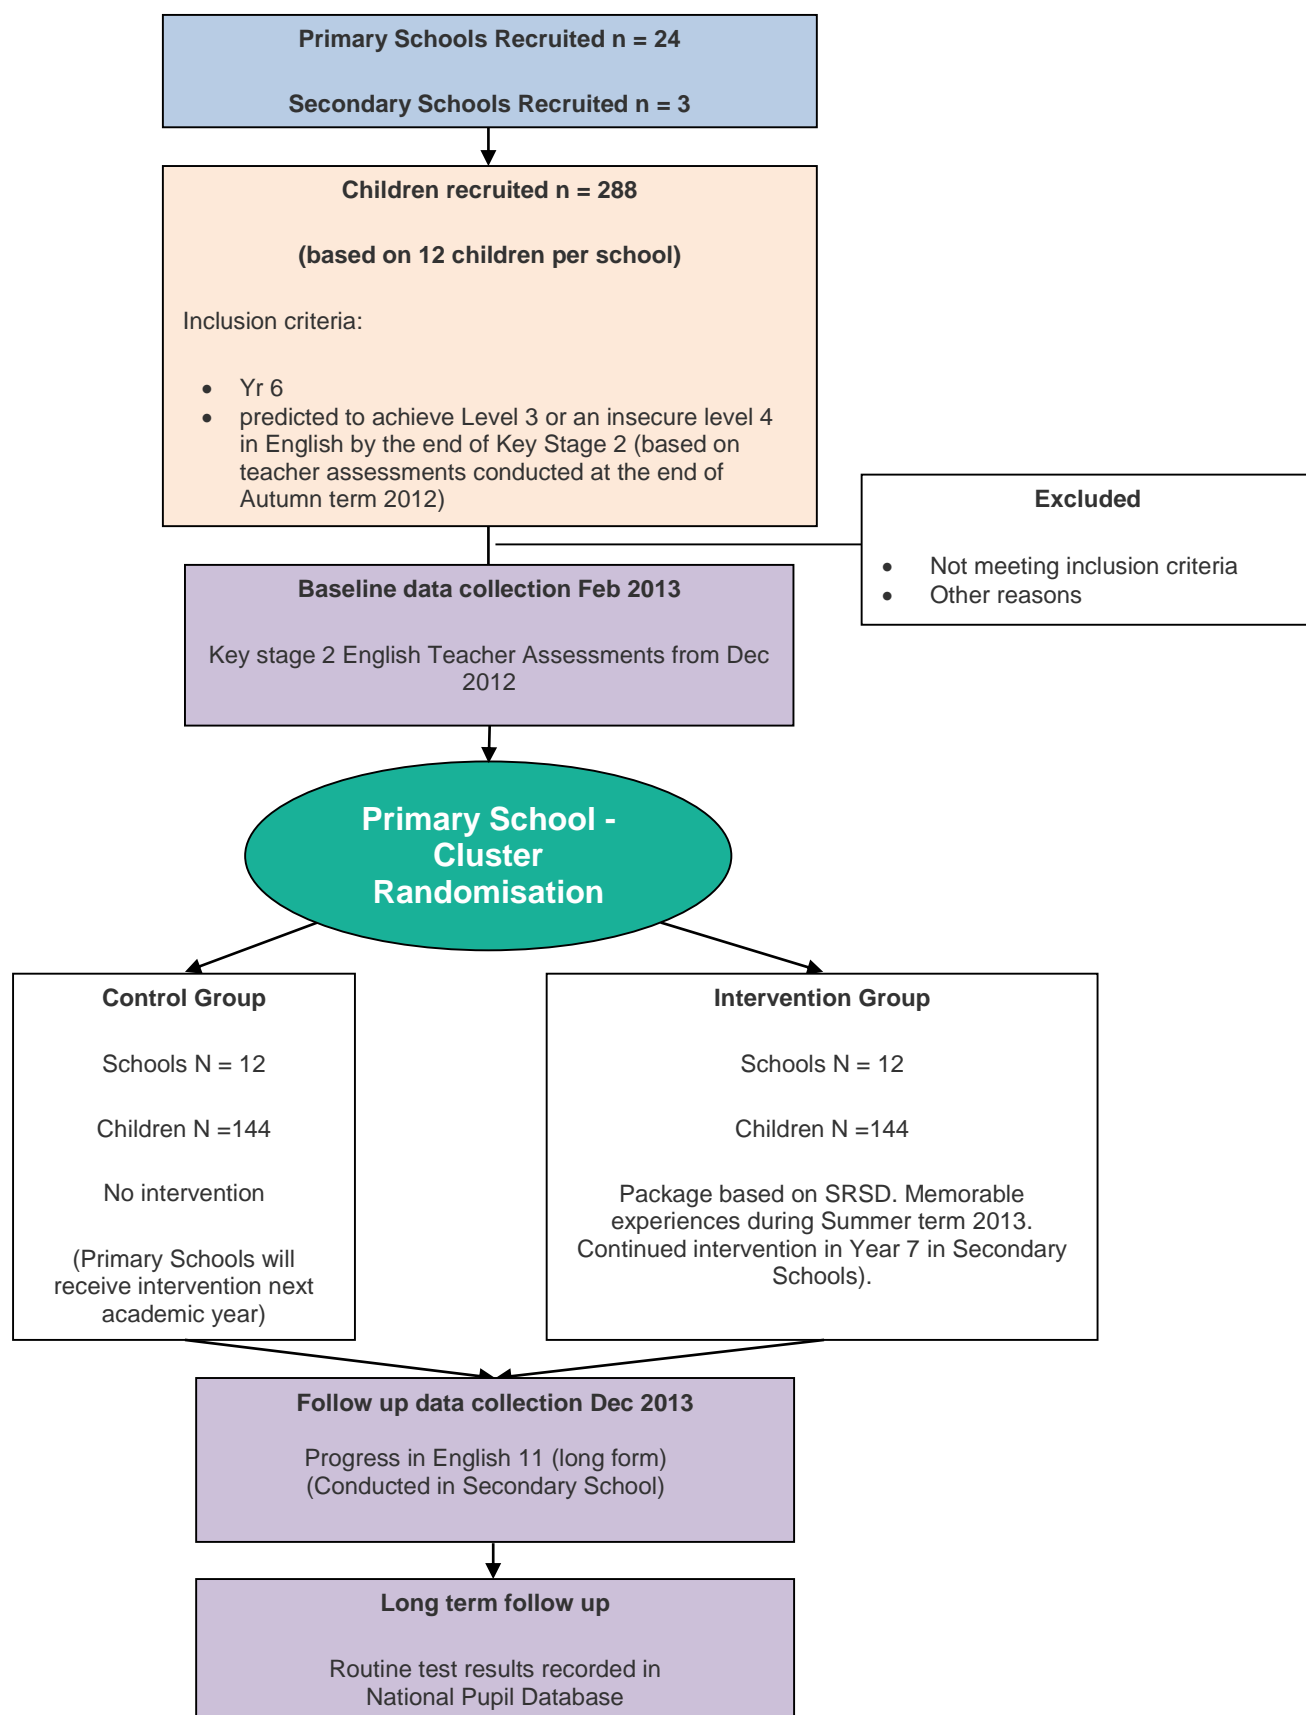 Primary Schools Recruited n = 24
Secondary Schools Recruited n = 3
Children recruited n = 288
(based on 12 children per school)
Inclusion criteria:
• Yr 6
• predicted to achieve Level 3 or an insecure level 4
in English by the end of Key Stage 2 (based on
teacher assessments conducted at the end of
Autumn term 2012)
Excluded
• Not meeting inclusion criteria
• Other reasons
Baseline data collection Feb 2013
Key stage 2 English Teacher Assessments from Dec
2012
Primary School -
Cluster
Randomisation
Control Group
Schools N = 12
Children N =144
No intervention
(Primary Schools will
receive intervention next
academic year)
Intervention Group
Schools N = 12
Children N =144
Package based on SRSD. Memorable
experiences during Summer term 2013.
Continued intervention in Year 7 in Secondary
Schools).
Follow up data collection Dec 2013
Progress in English 11 (long form)
(Conducted in Secondary School)
Long term follow up
Routine test results recorded in
National Pupil Database